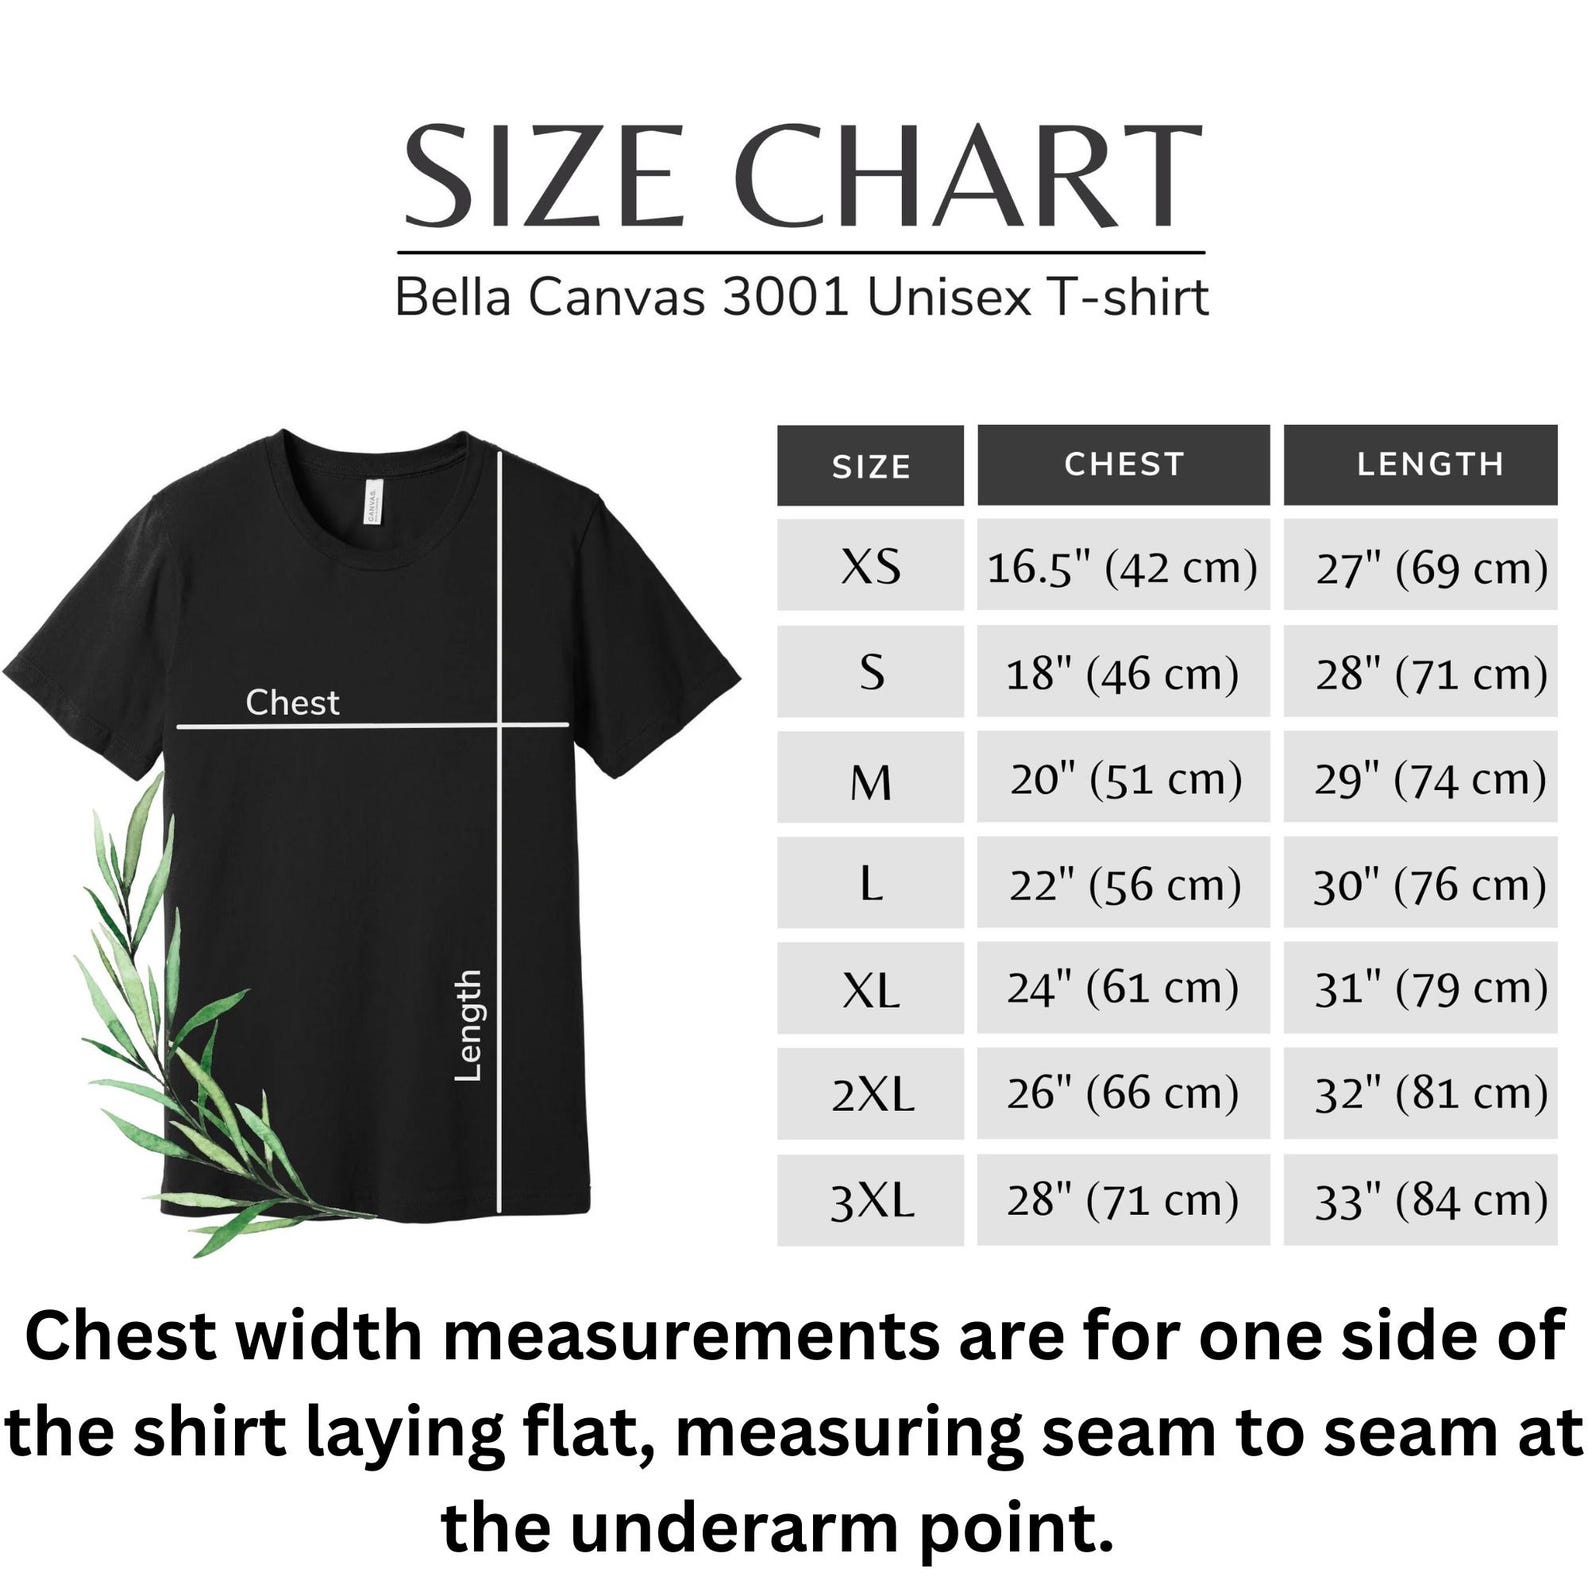 SIZE CHART
Bella Canvas 3001 Unisex T-shirt
CANVAS.
Chest
Length
SIZE CHEST LENGTH
XS 16.5" (42 cm) 27" (69 cm)
S 18" (46 cm) 28" (71 cm)
M 20" (51 cm) 29" (74 cm)
L 22" (56 cm) 30" (76 cm)
XL 24" (61 cm) 31" (79 cm)
2XL 26" (66 cm) 32" (81 cm)
3XL 28" (71 cm) 33" (84 cm)
Chest width measurements are for one side of
the shirt laying flat, measuring seam to seam at
the underarm point.